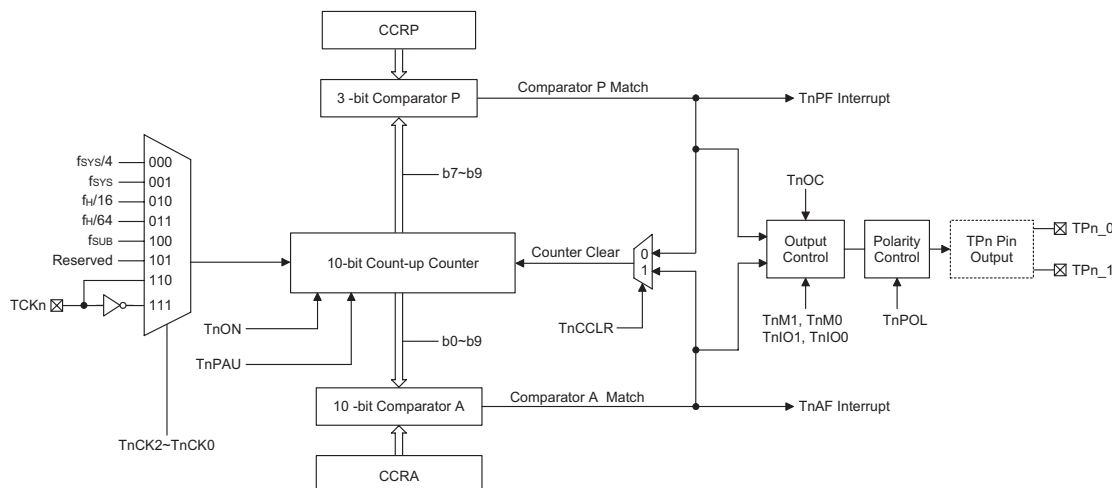 CCRP
3 -bit Comparator P
Comparator P Match
TnPF Interrupt
b7~b9
fSYS/4
000
fSYS
001
fH/16
010
fH/64
011
fSUB
100
Reserved
101
110
TCKn
111
TnOC
10-bit Count-up Counter
Counter Clear
0
1
Output
Control
Polarity
Control
TPn Pin
Output
TPn_0
TPn_1
TnON
TnPAU
b0~b9
TnCCLR
TnM1, TnM0
TnIO1, TnIO0
TnPOL
10 -bit Comparator A
Comparator A Match
TnAF Interrupt
TnCK2~TnCK0
CCRA